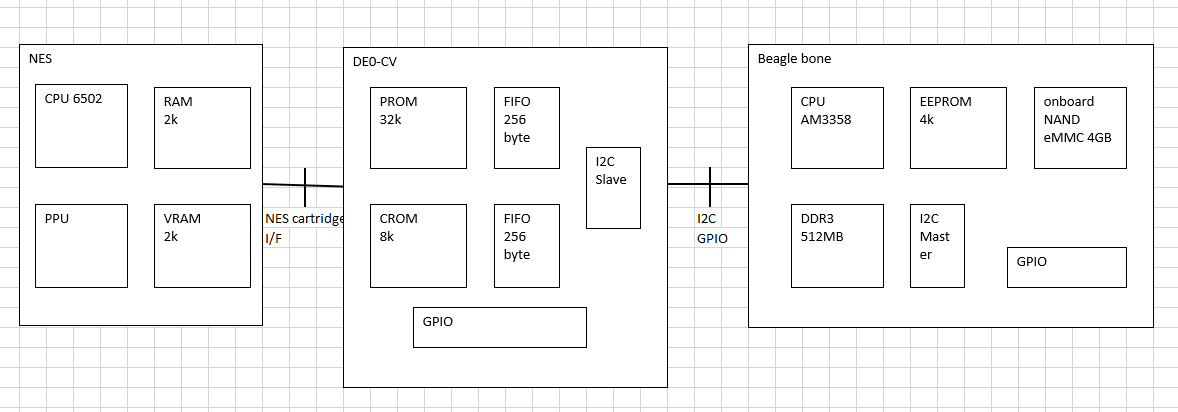 NES
CPU 6502
RAM
2k
PPU
VRAM
2k
NES cartridge
I/F
DE0-CV
PROM
32k
FIFO
256
byte
I2C
Slave
CROM
8k
FIFO
256
byte
GPIO
I2C
GPIO
Beagle bone
CPU
AM3358
EEPROM
4k
onboard
NAND
eMMC 4GB
DDR3
512MB
I2C
Mast
er
GPIO